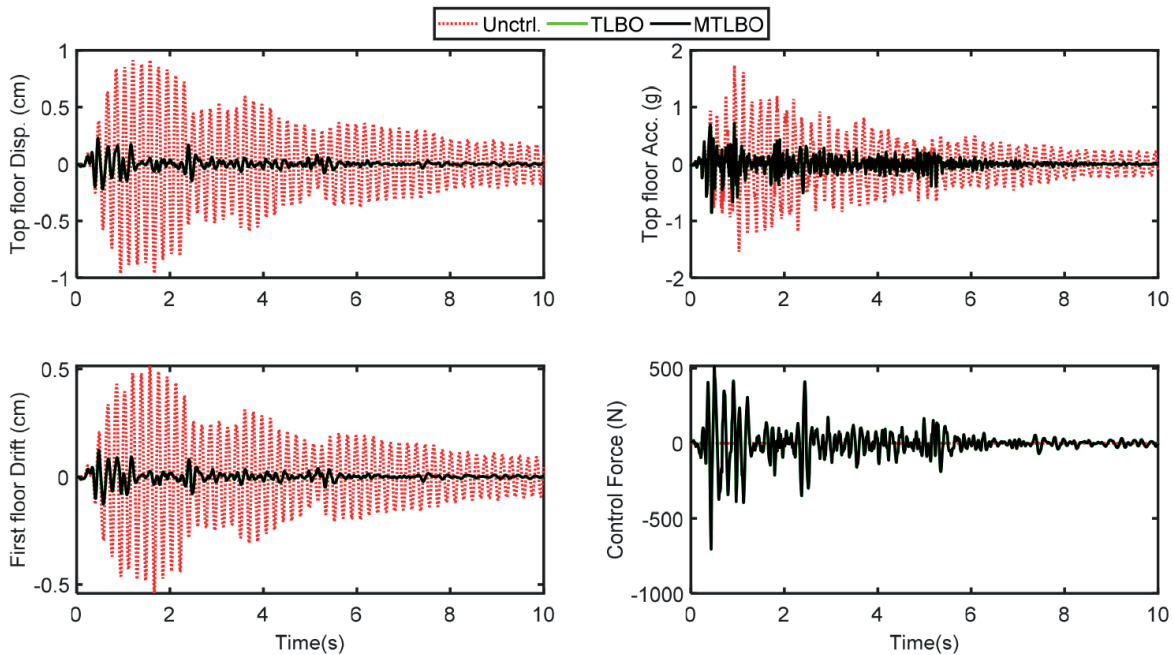 Unctrl. TLBO MTLBO
Top floor Disp. (cm)
1
0.5
0
-0.5
-1
0 2 4 6 8 10
Top floor Acc. (g)
2
1
0
-1
-2
0 2 4 6 8 10
First floor Drift (cm)
0.5
0
-0.5
0 2 4 6 8 10
Time(s)
Control Force (N)
500
0
-500
-1000
0 2 4 6 8 10
Time(s)